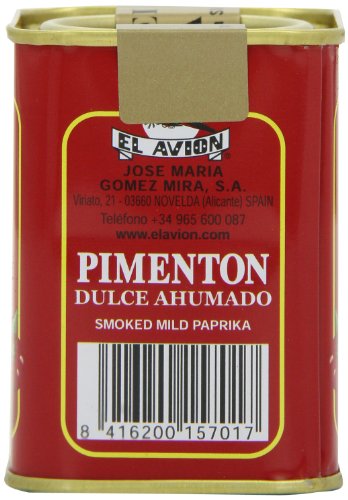 EL AVION
JOSE MARIA
GOMEZ MIRA, S.A.
Viriato, 21 - 03660 NOVELDA (Alicante) SPAIN
Teléfono +34 965 600 087
www.elavion.com
PIMENTON
DULCE AHUMADO
SMOKED MILD PAPRIKA
8 416200 157017